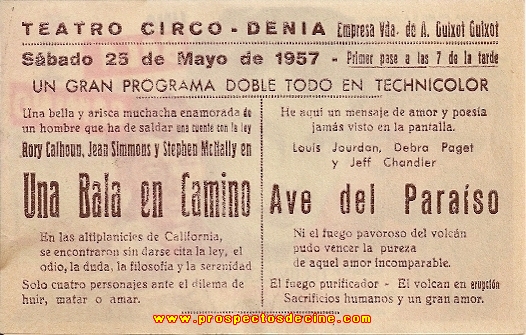 TEATRO CIRCO - DENIA Empresa Vda. de A. Guixot Guixot
Sábado 25 de Mayo de 1957 - Primer pase a las 7 de la tarde
UN GRAN PROGRAMA DOBLE TODO EN TECHNICOLOR
Una bella y arisca muchacha enamorada de
un hombre que ha de saldar una cuente con la ley
Rory Calhoun, Jean Simmons y Stephen McNally en
Una Bala en Camino
En las altiplanicies de California,
se encontraron sin darse cita la ley, el
odio, la duda, la filosofia y la serenidad
Solo cuatro personajes ante el dilema de
huir, matar o amar.
He aqui un mensaje de amor y poesía
jamás visto en la pantalla.
Louis Jourdan, Debra Paget
y Jeff Chandler
Ave del Paraíso
Ni el fuego pavoroso del volcán
pudo vencer la pureza
de aquel amor incomparable.
El fuego purificador - El volcan en erupción
Sacrificios humanos y un gran amor.
www.prospectosdecine.com